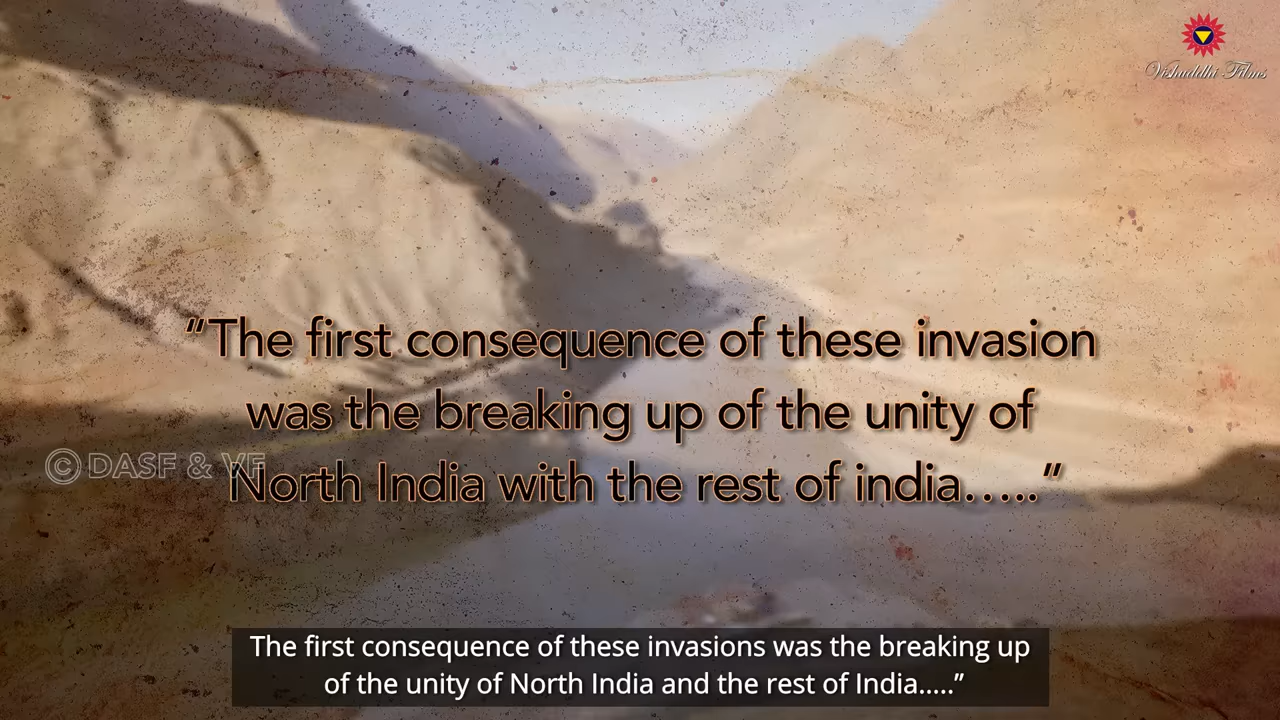 Vishuddhi Films
“The first consequence of these invasion
was the breaking up of the unity of
© DASF & VF
North India with the rest of india.....”
The first consequence of these invasions was the breaking up
of the unity of North India and the rest of India.....”